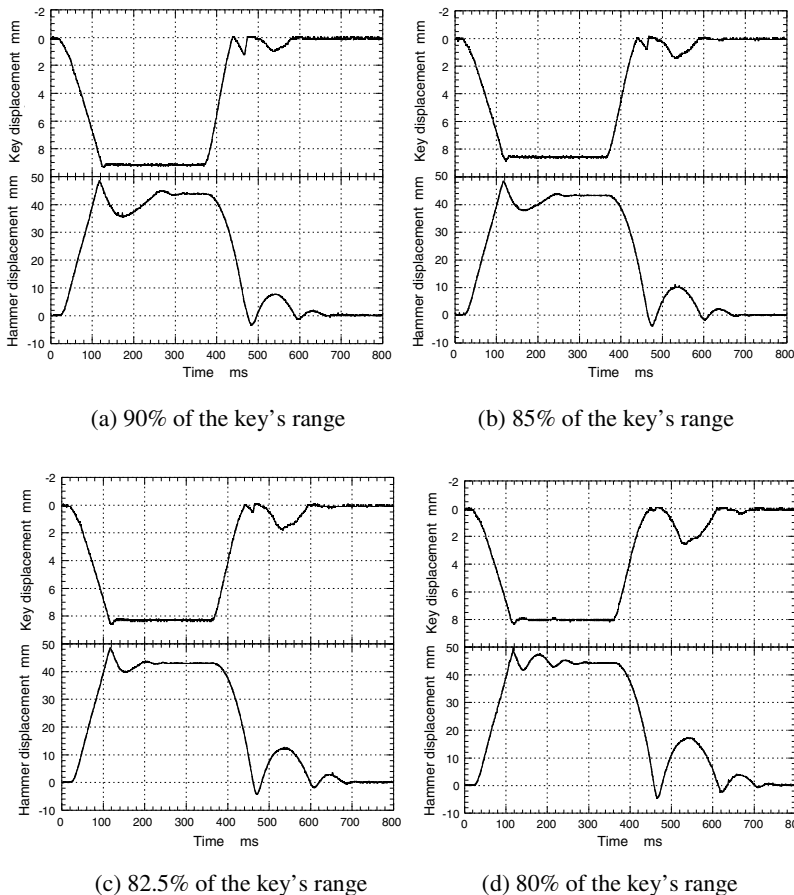 -2
0
2
4
6
8
Key displacement mm
50
40
30
20
10
0
-10
Hammer displacement mm
0 100 200 300 400 500 600 700 800
Time ms
(a) 90% of the key's range
-2
0
2
4
6
8
Key displacement mm
50
40
30
20
10
0
-10
Hammer displacement mm
0 100 200 300 400 500 600 700 800
Time ms
(b) 85% of the key's range
-2
0
2
4
6
8
Key displacement mm
50
40
30
20
10
0
-10
Hammer displacement mm
0 100 200 300 400 500 600 700 800
Time ms
(c) 82.5% of the key's range
-2
0
2
4
6
8
Key displacement mm
50
40
30
20
10
0
-10
Hammer displacement mm
0 100 200 300 400 500 600 700 800
Time ms
(d) 80% of the key's range